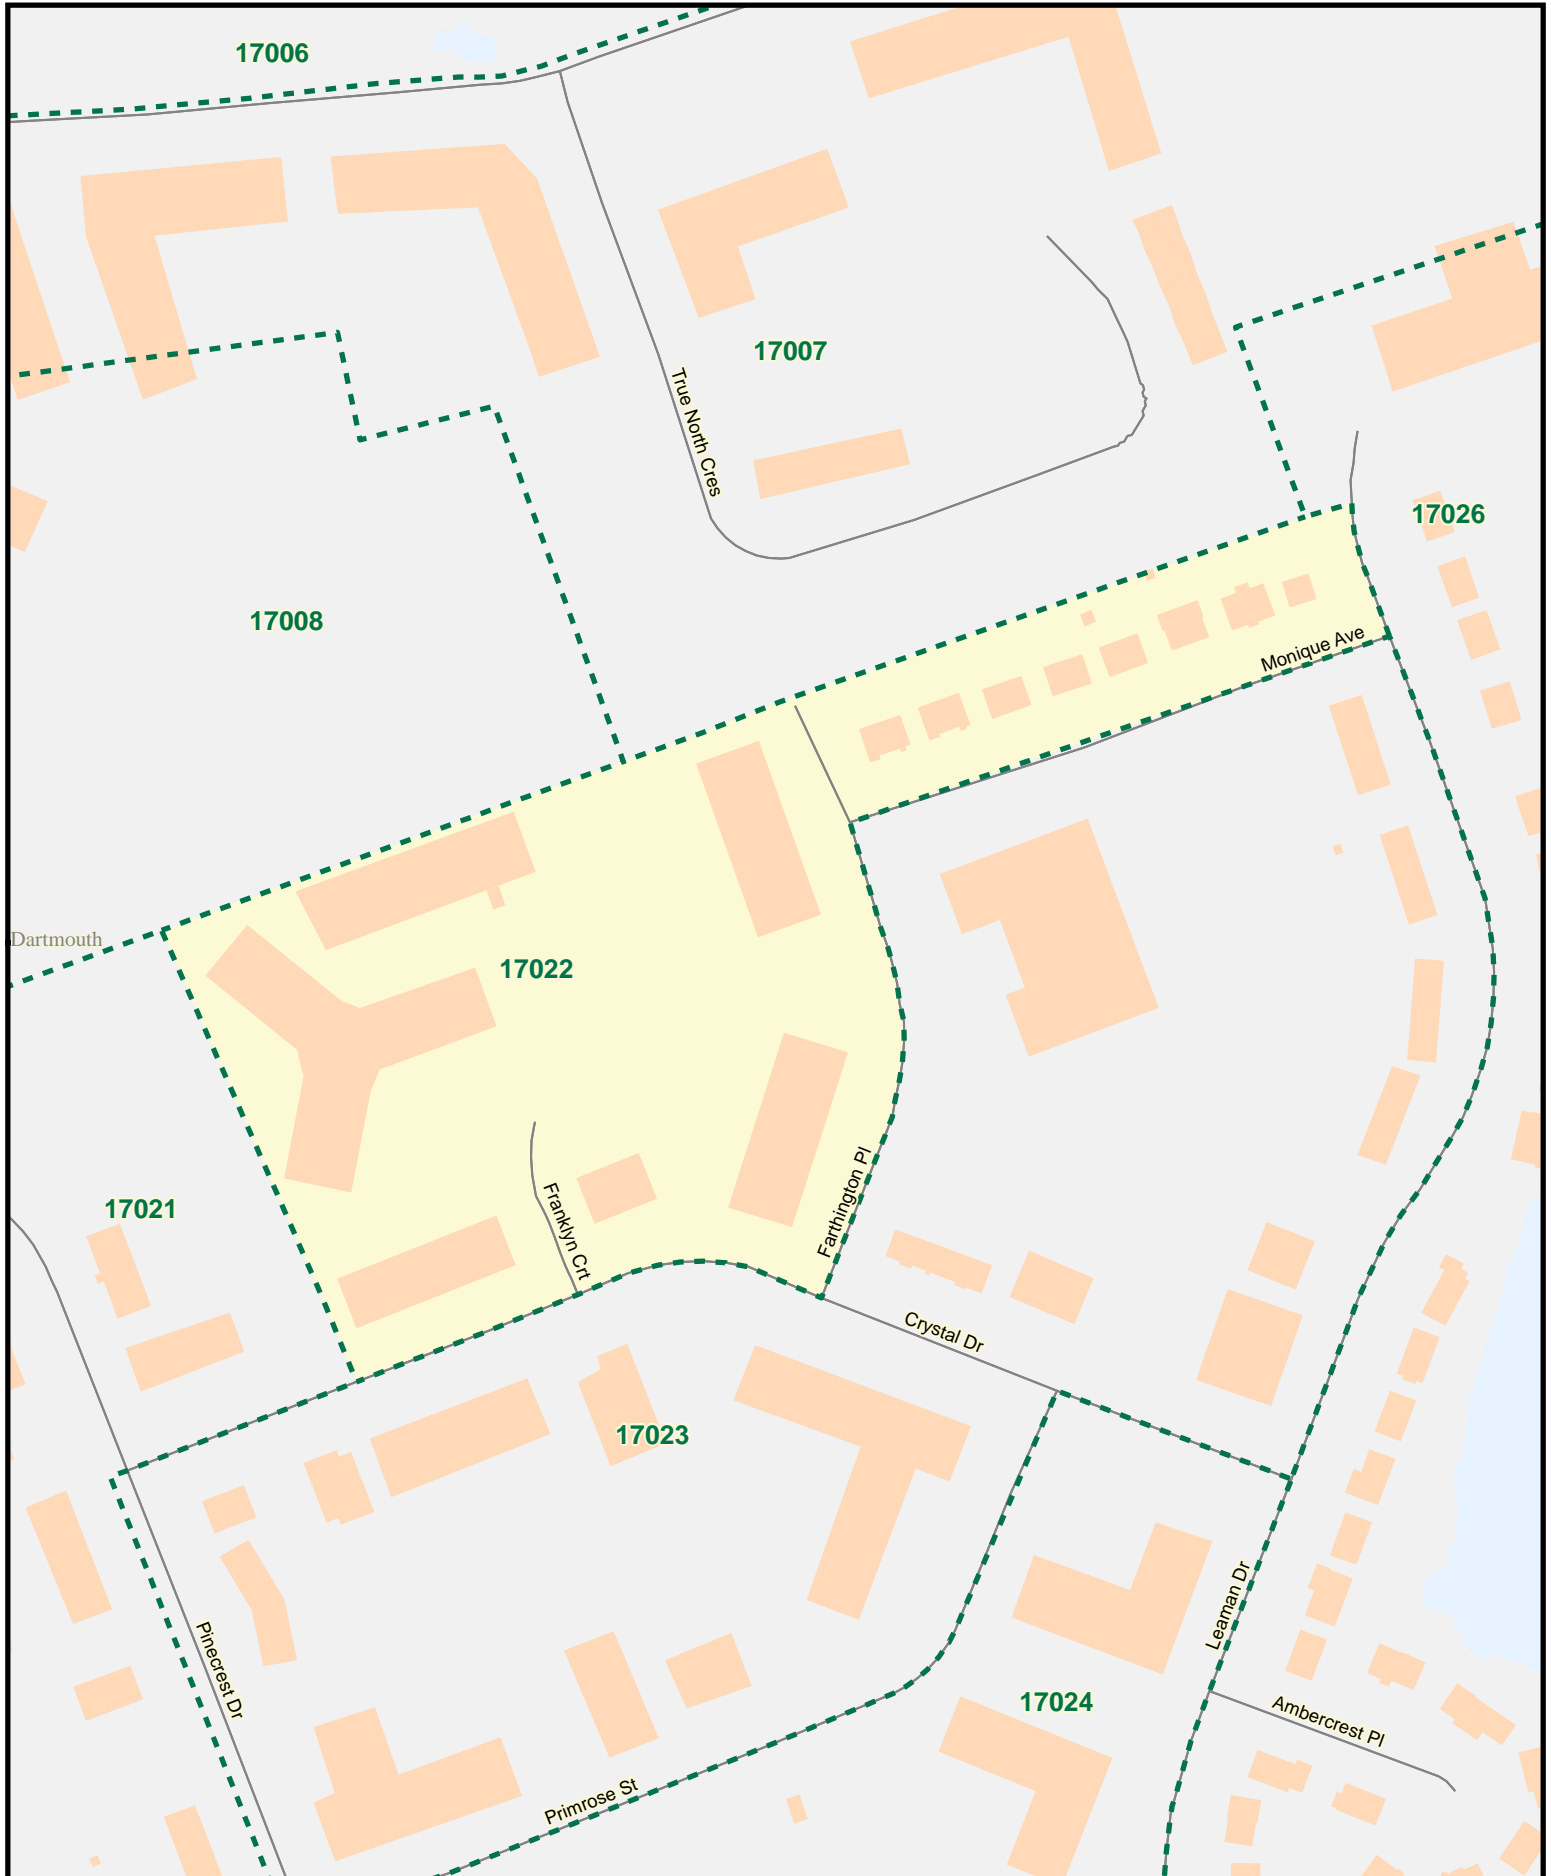 17006
17007
True North Cres
17026
17008
Monique Ave
Dartmouth
17022
17021
Franklyn Crt
Farthington Pl
Crystal Dr
17023
Leaman Dr
Pinecrest Dr
17024
Ambercrest Pl
Primrose St